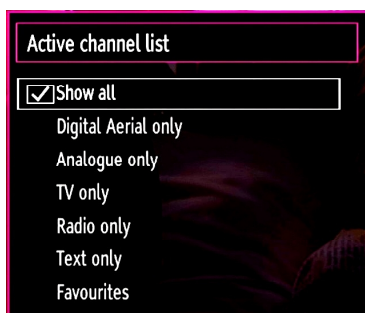 Active channel list
Show all
Digital Aerial only
Analogue only
TV only
Radio only
Text only
Favourites